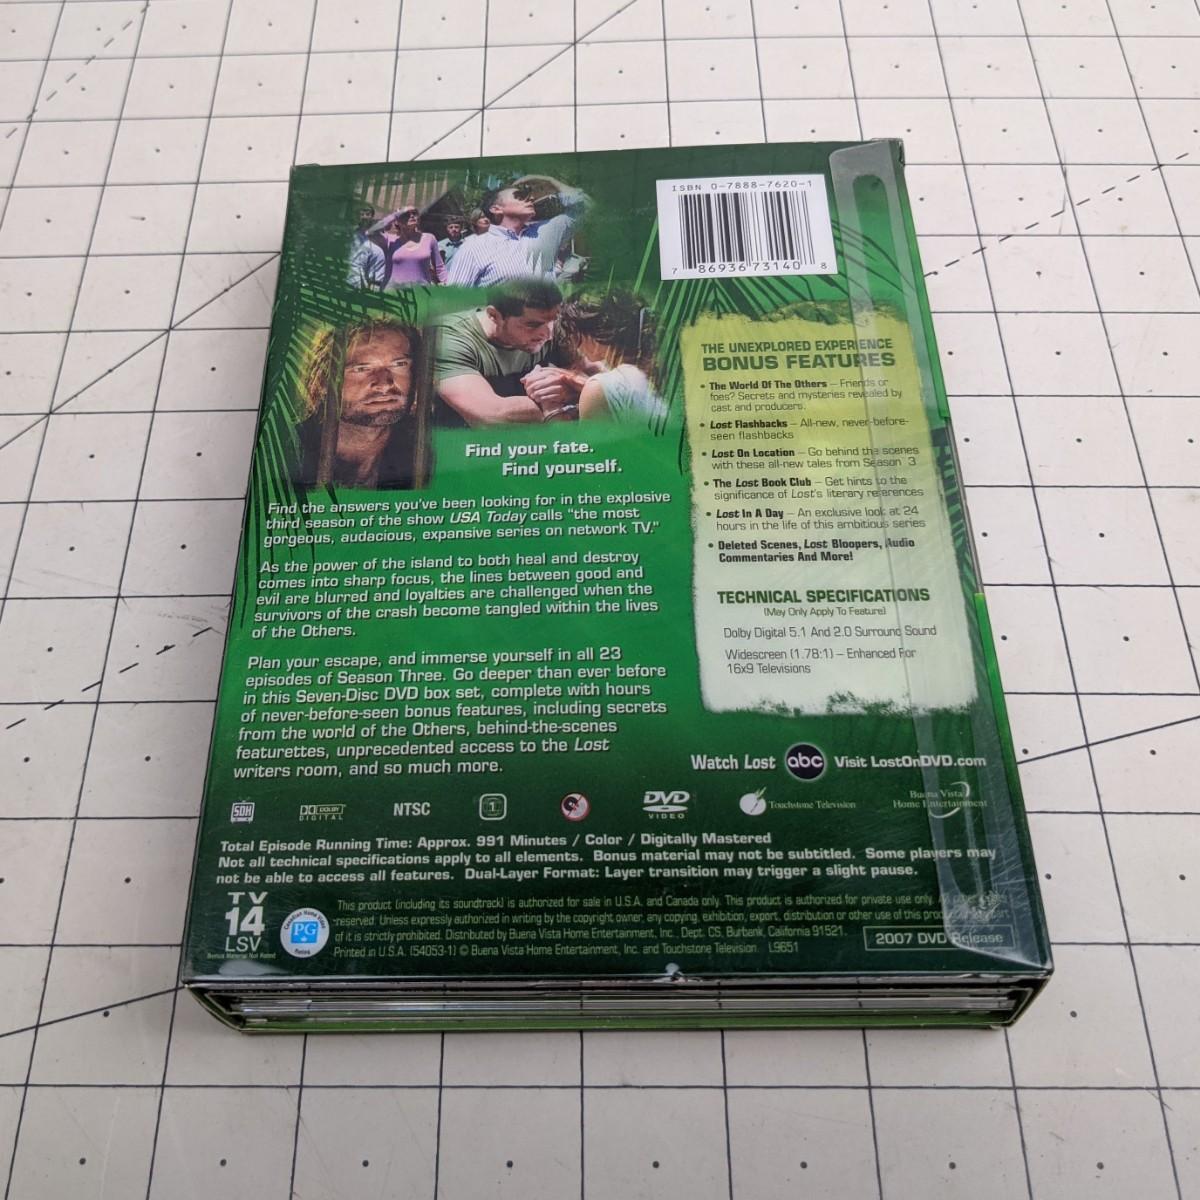 ISBN 0-7888-7620-1
7 86936 73140 8
Find your fate.
Find yourself.
Find the answers you've been looking for in the explosive
third season of the show USA Today calls "the most
gorgeous, audacious, expansive series on network TV."
As the power of the island to both heal and destroy
comes into sharp focus, the lines between good and
evil are blurred and loyalties are challenged when the
survivors of the crash become tangled within the lives
of the Others.
Plan your escape, and immerse yourself in all 23
episodes of Season Three. Go deeper than ever before
in this Seven-Disc DVD box set, complete with hours
of never-before-seen bonus features, including secrets
from the world of the Others, behind-the-scenes
featurettes, unprecedented access to the Lost
writers room, and so much more.
THE UNEXPLORED EXPERIENCE
BONUS FEATURES
• The World Of The Others – Friends or
foes? Secrets and mysteries revealed by
cast and producers.
• Lost Flashbacks – All-new, never-before-
seen flashbacks
• Lost On Location – Go behind the scenes
with these all-new tales from Season 3
• The Lost Book Club – Get hints to the
significance of Lost's literary references
• Lost In A Day – An exclusive look at 24
hours in the life of this ambitious series
• Deleted Scenes, Lost Bloopers, Audio
Commentaries And More!
TECHNICAL SPECIFICATIONS
(May Only Apply To Feature)
Dolby Digital 5.1 And 2.0 Surround Sound
Widescreen (1.78:1) – Enhanced For
16x9 Televisions
Watch Lost abc Visit LostOnDVD.com
SDH DOLBY DIGITAL NTSC 1 DVD VIDEO Touchstone Television Buena Vista Home Entertainment
Total Episode Running Time: Approx. 991 Minutes / Color / Digitally Mastered
Not all technical specifications apply to all elements. Bonus material may not be subtitled. Some players may
not be able to access all features. Dual-Layer Format: Layer transition may trigger a slight pause.
TV
14
LSV
Bonus Material Not Rated
Canadian Home Video
PG
Rated
This product (including its soundtrack) is authorized for sale in U.S.A. and Canada only. This product is authorized for private use only.
reserved. Unless expressly authorized in writing by the copyright owner, any copying, exhibition, export, distribution or other use of this
of it is strictly prohibited. Distributed by Buena Vista Home Entertainment, Inc., Dept. CS, Burbank, California 91521.
Printed in U.S.A. (54053-1) © Buena Vista Home Entertainment, Inc. and Touchstone Television. L9651
2007 DVD Release